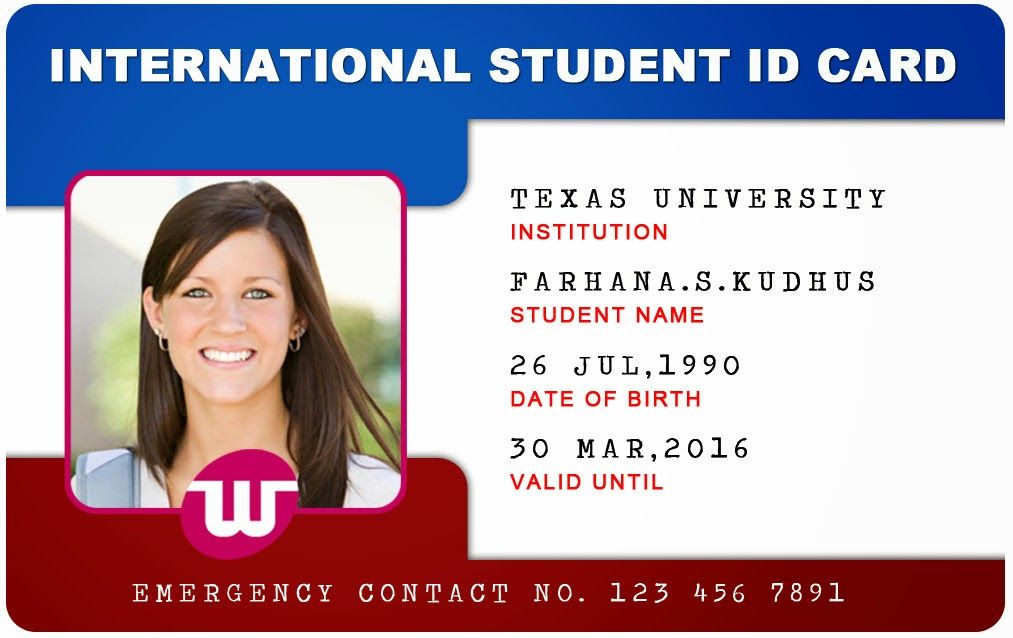 INTERNATIONAL STUDENT ID CARD
TEXAS UNIVERSITY
INSTITUTION
FARHANA.S.KUDHUS
STUDENT NAME
26 JUL,1990
DATE OF BIRTH
30 MAR,2016
VALID UNTIL
W
EMERGENCY CONTACT NO. 123 456 7891